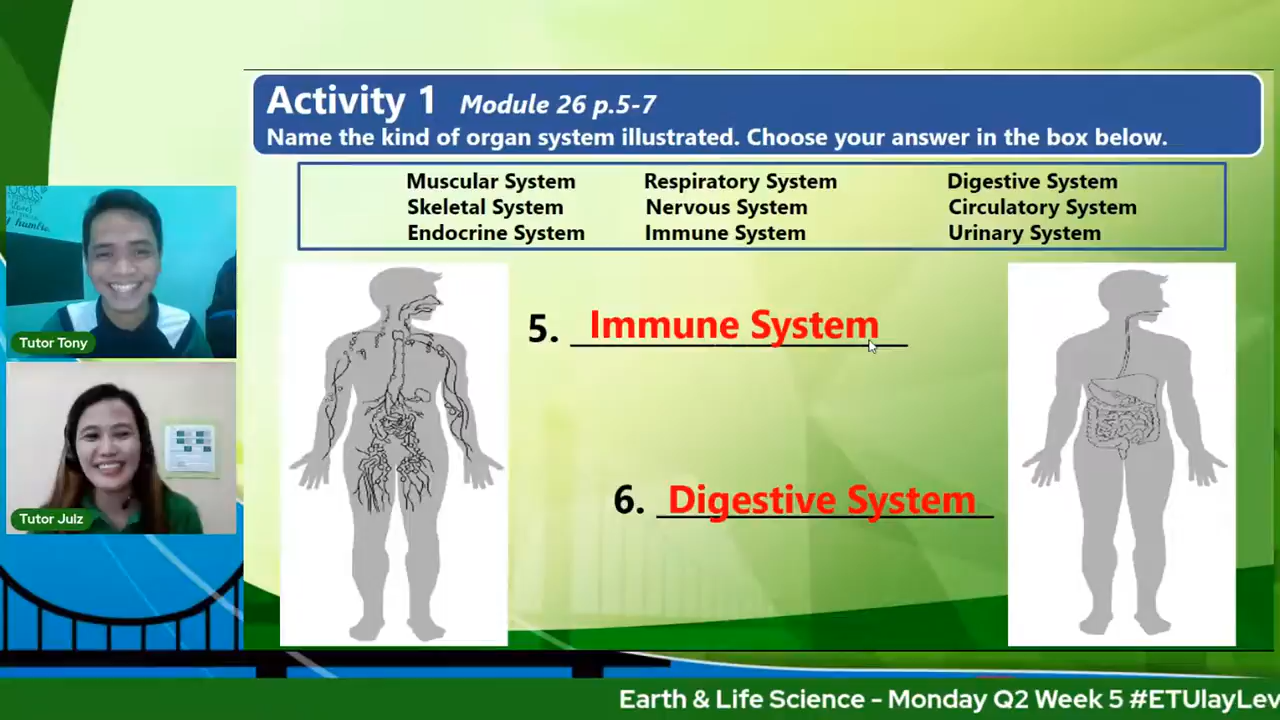 Activity 1 Module 26 p.5-7
Name the kind of organ system illustrated. Choose your answer in the box below.
Muscular System Respiratory System Digestive System
Skeletal System Nervous System Circulatory System
Endocrine System Immune System Urinary System
5. Immune System
6. Digestive System
Tutor Tony
Tutor Julz
Earth & Life Science - Monday Q2 Week 5 #ETUlayLev